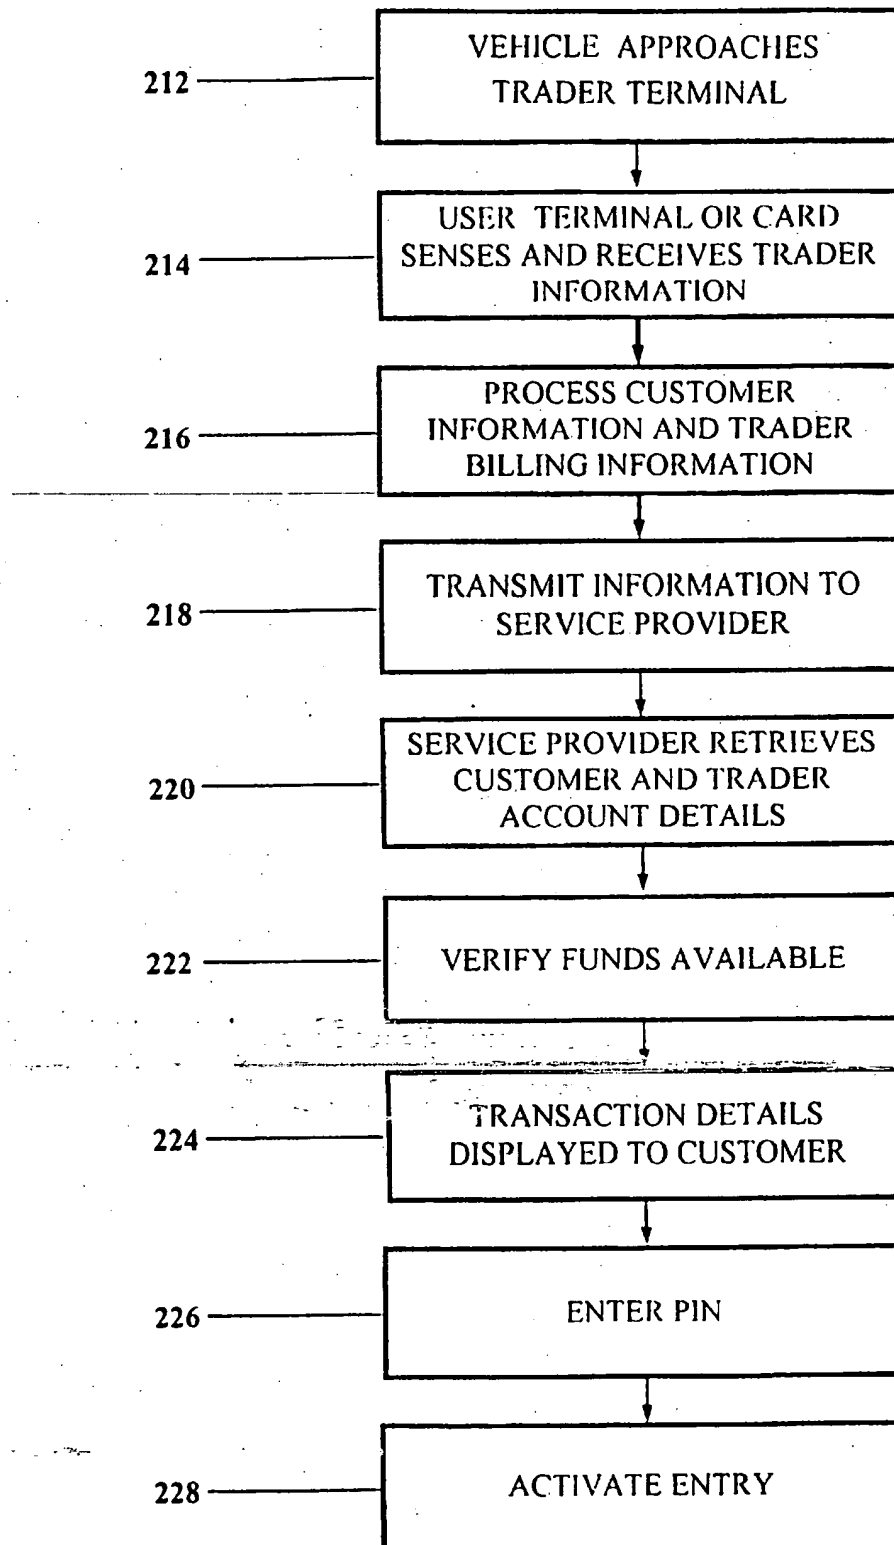 VEHICLE APPROACHES
212
TRADER TERMINAL
USER TERMINAL OR CARD
214
SENSES AND RECEIVES TRADER
INFORMATION
PROCESS CUSTOMER
216
INFORMATION AND TRADER
BILLING INFORMATION
218
TRANSMIT INFORMATION TO
SERVICE PROVIDER
SERVICE PROVIDER RETRIEVES
220
CUSTOMER AND TRADER
ACCOUNT DETAILS
222
VERIFY FUNDS AVAILABLE
224
TRANSACTION DETAILS
DISPLAYED TO CUSTOMER
226
ENTER PIN
228
ACTIVATE ENTRY